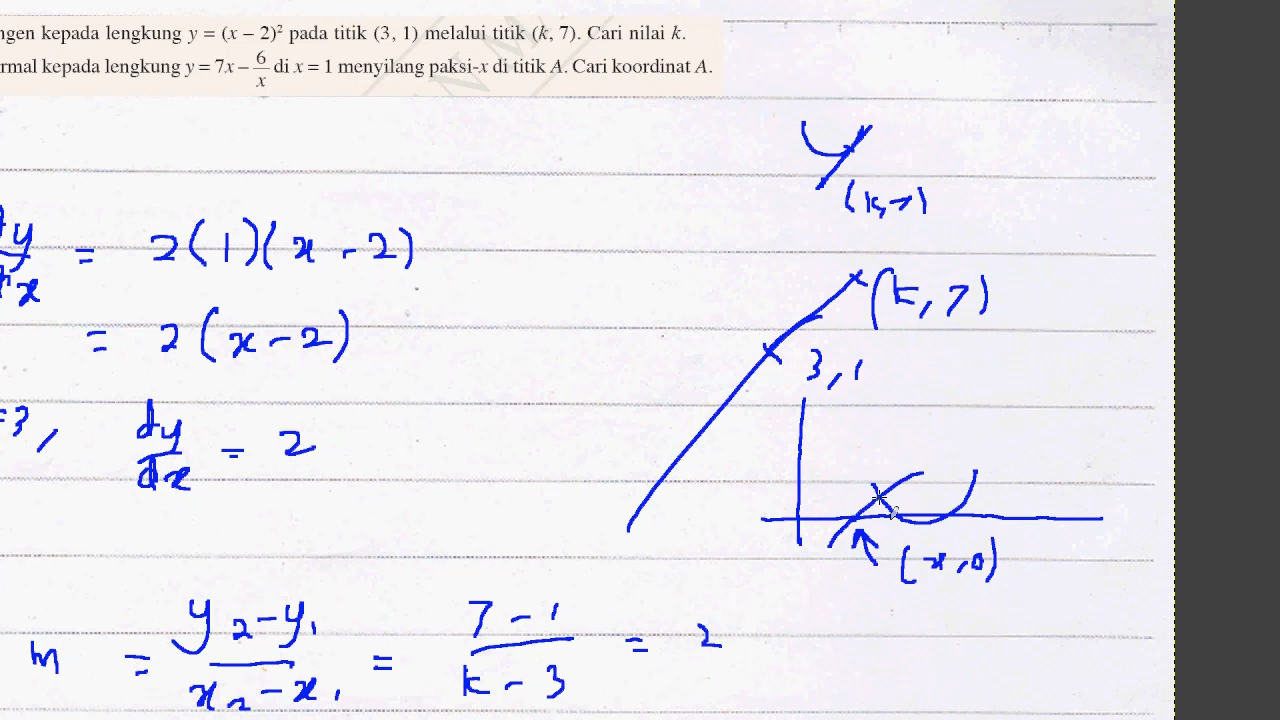 ngen kepada lengkung y = (x – 2)² pada titik (3, 1) melalui titik (k, 7). Cari nilai k.
rmal kepada lengkung y = 7x – 6/x di x = 1 menyilang paksi-x di titik A. Cari koordinat A.
(k, 7)
dy/dx = 2(1)(x - 2)
(k, 7)
= 2(x - 2)
3, 1
=3, dy/dx = 2
(x, 0)
m = y₂ - y₁ / x₂ - x₁ = 7 - 1 / k - 3 = 2